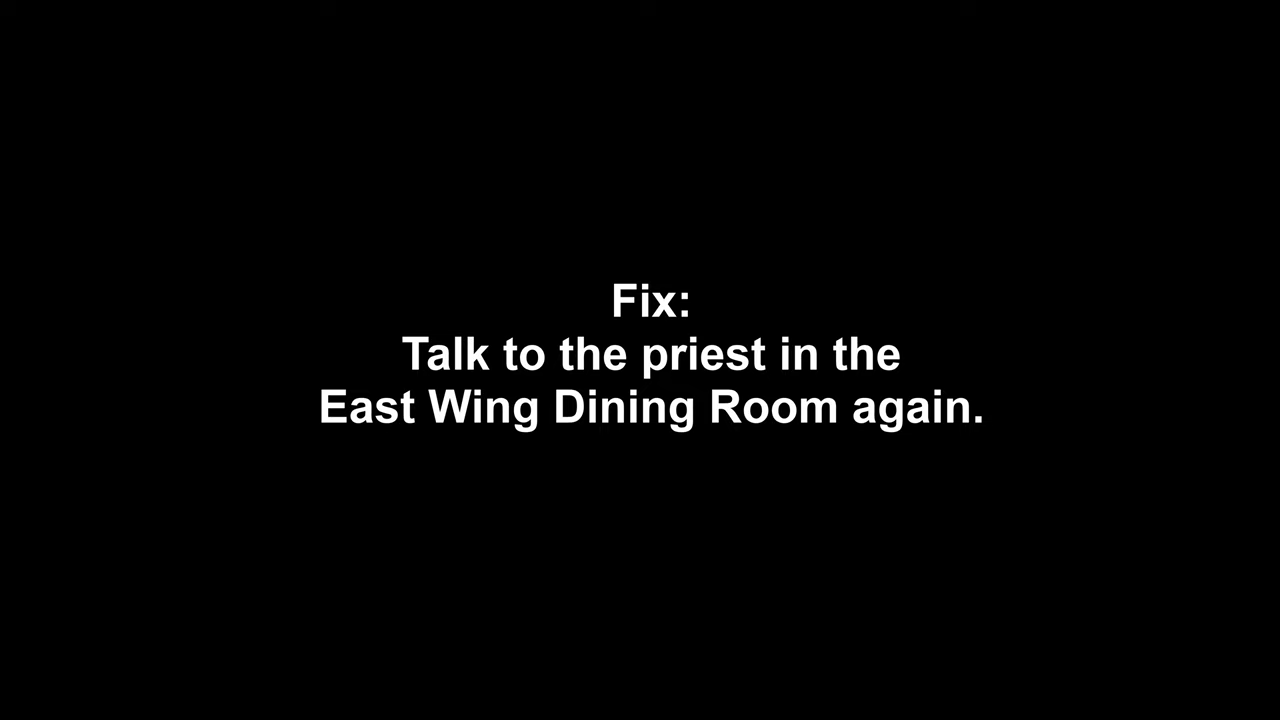 Fix:
Talk to the priest in the
East Wing Dining Room again.